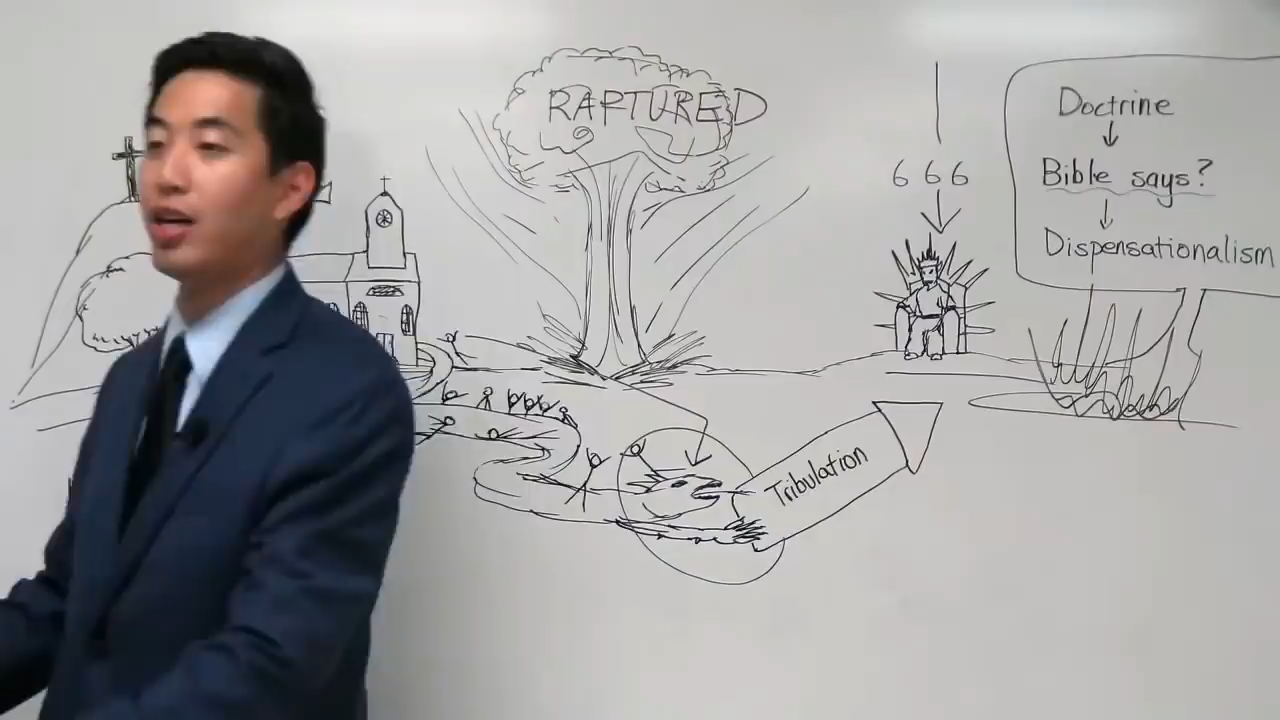 RAPTURED
666
Tribulation
Doctrine
Bible says?
Dispensationalism